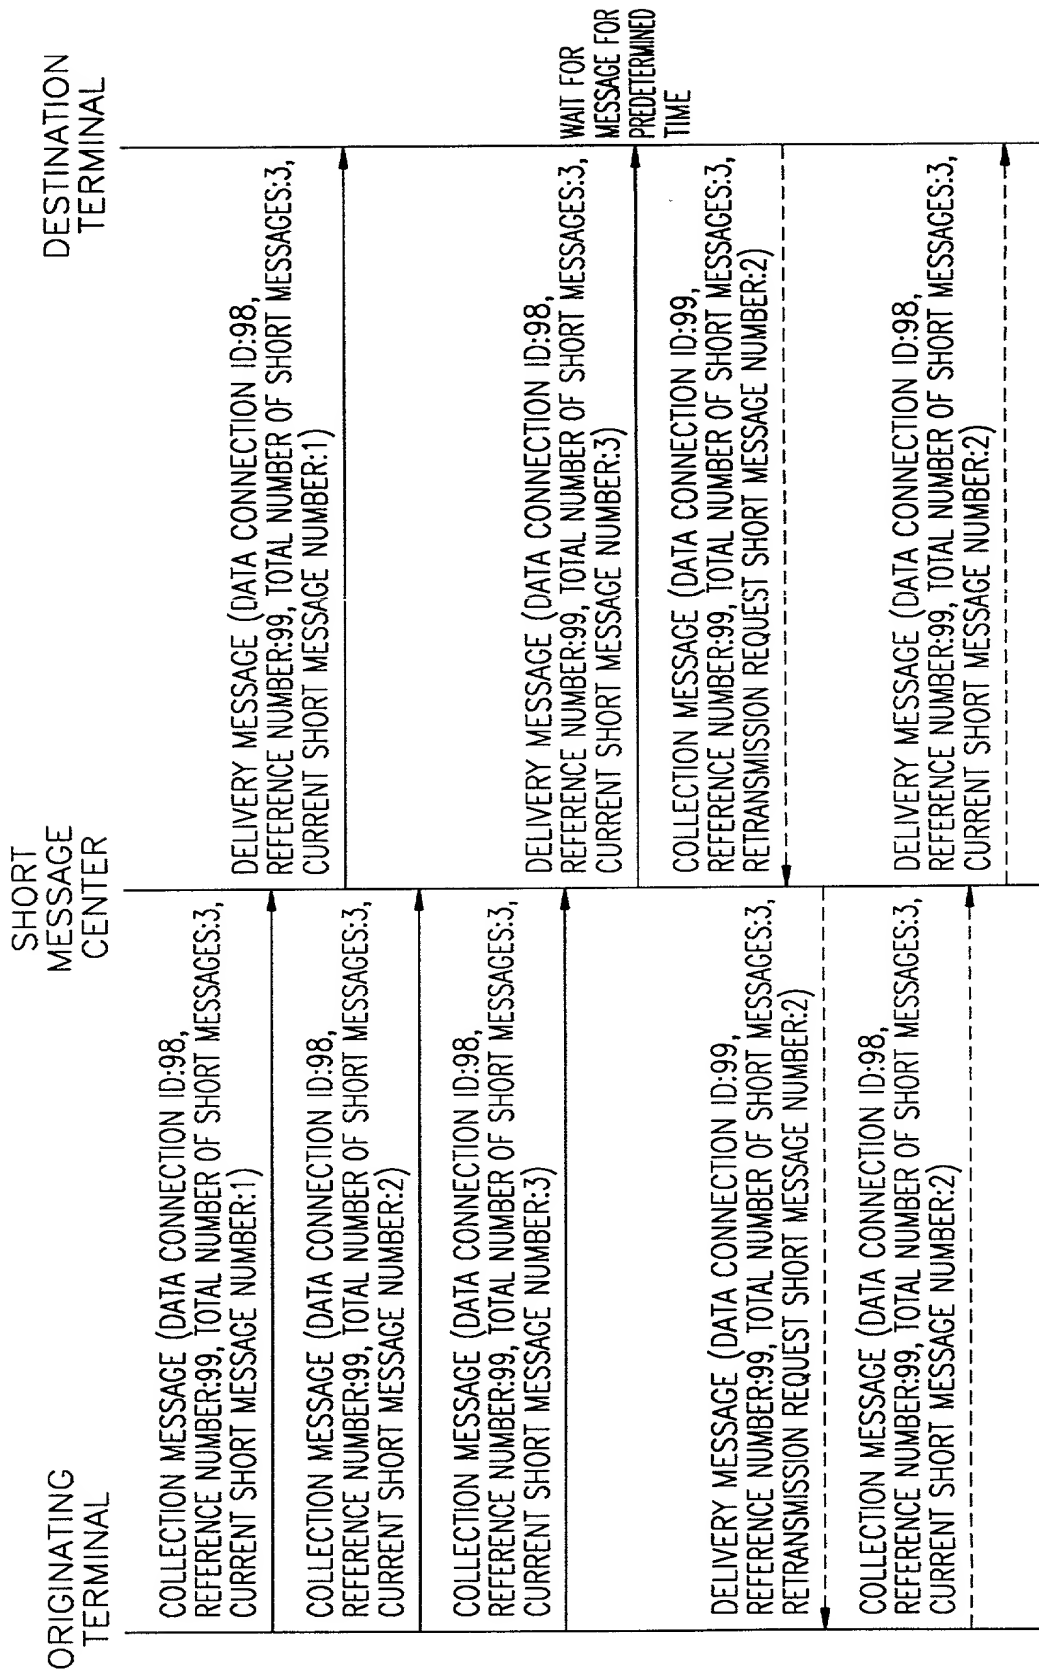 ORIGINATING
TERMINAL
SHORT
MESSAGE
CENTER
DESTINATION
TERMINAL
COLLECTION MESSAGE (DATA CONNECTION ID:98,
REFERENCE NUMBER:99, TOTAL NUMBER OF SHORT MESSAGES:3,
CURRENT SHORT MESSAGE NUMBER:1)
DELIVERY MESSAGE (DATA CONNECTION ID:98,
REFERENCE NUMBER:99, TOTAL NUMBER OF SHORT MESSAGES:3,
CURRENT SHORT MESSAGE NUMBER:1)
COLLECTION MESSAGE (DATA CONNECTION ID:98,
REFERENCE NUMBER:99, TOTAL NUMBER OF SHORT MESSAGES:3,
CURRENT SHORT MESSAGE NUMBER:2)
COLLECTION MESSAGE (DATA CONNECTION ID:98,
REFERENCE NUMBER:99, TOTAL NUMBER OF SHORT MESSAGES:3,
CURRENT SHORT MESSAGE NUMBER:3)
DELIVERY MESSAGE (DATA CONNECTION ID:98,
REFERENCE NUMBER:99, TOTAL NUMBER OF SHORT MESSAGES:3,
CURRENT SHORT MESSAGE NUMBER:3)
WAIT FOR
MESSAGE FOR
PREDETERMINED
TIME
COLLECTION MESSAGE (DATA CONNECTION ID:99,
REFERENCE NUMBER:99, TOTAL NUMBER OF SHORT MESSAGES:3,
RETRANSMISSION REQUEST SHORT MESSAGE NUMBER:2)
DELIVERY MESSAGE (DATA CONNECTION ID:99,
REFERENCE NUMBER:99, TOTAL NUMBER OF SHORT MESSAGES:3,
RETRANSMISSION REQUEST SHORT MESSAGE NUMBER:2)
COLLECTION MESSAGE (DATA CONNECTION ID:98,
REFERENCE NUMBER:99, TOTAL NUMBER OF SHORT MESSAGES:3,
CURRENT SHORT MESSAGE NUMBER:2)
DELIVERY MESSAGE (DATA CONNECTION ID:98,
REFERENCE NUMBER:99, TOTAL NUMBER OF SHORT MESSAGES:3,
CURRENT SHORT MESSAGE NUMBER:2)